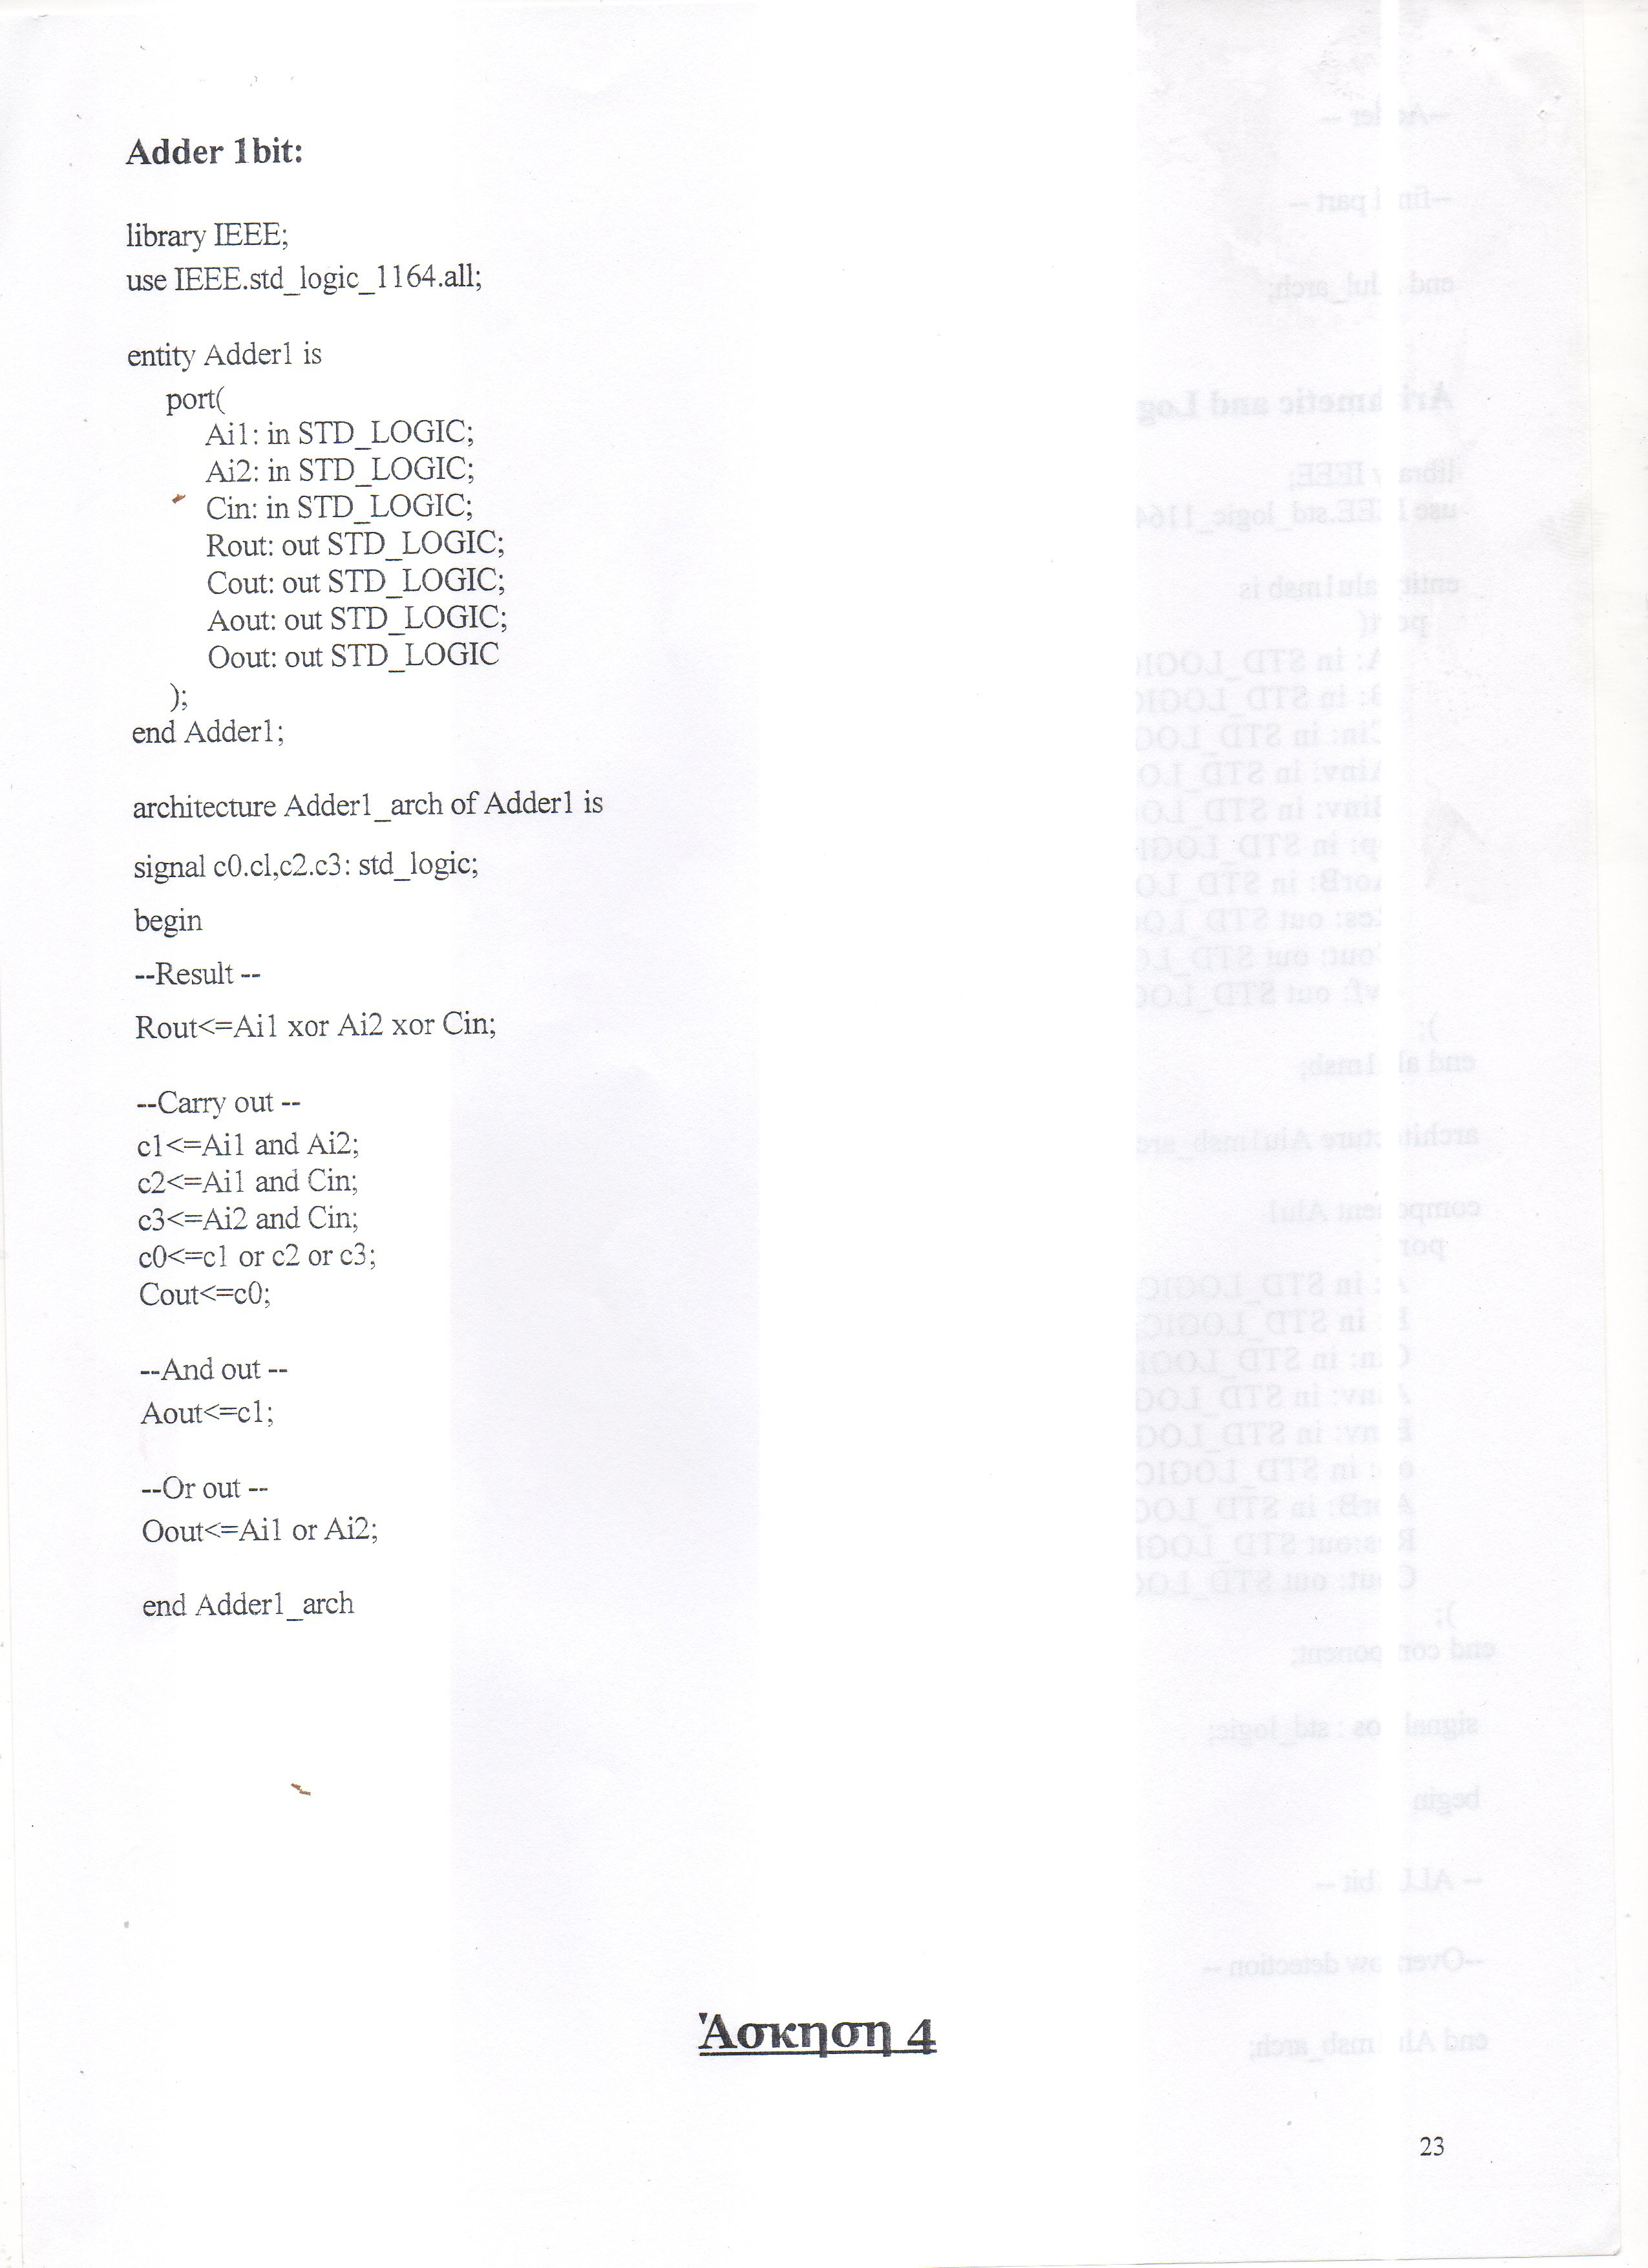 Adder 1bit:
library IEEE;
use IEEE.std_logic_1164.all;
entity Adder1 is
port(
Ai1: in STD_LOGIC;
Ai2: in STD_LOGIC;
Cin: in STD_LOGIC;
Rout: out STD_LOGIC;
Cout: out STD_LOGIC;
Aout: out STD_LOGIC;
Oout: out STD_LOGIC
);
end Adder1;
architecture Adder1_arch of Adder1 is
signal c0.cl,c2.c3: std_logic;
begin
--Result --
Rout<=Ai1 xor Ai2 xor Cin;
--Carry out --
c1<=Ai1 and Ai2;
c2<=Ai1 and Cin;
c3<=Ai2 and Cin;
c0<=c1 or c2 or c3;
Cout<=c0;
--And out --
Aout<=c1;
--Or out --
Oout<=Ai1 or Ai2;
end Adder1_arch
Άσκηση 4
23